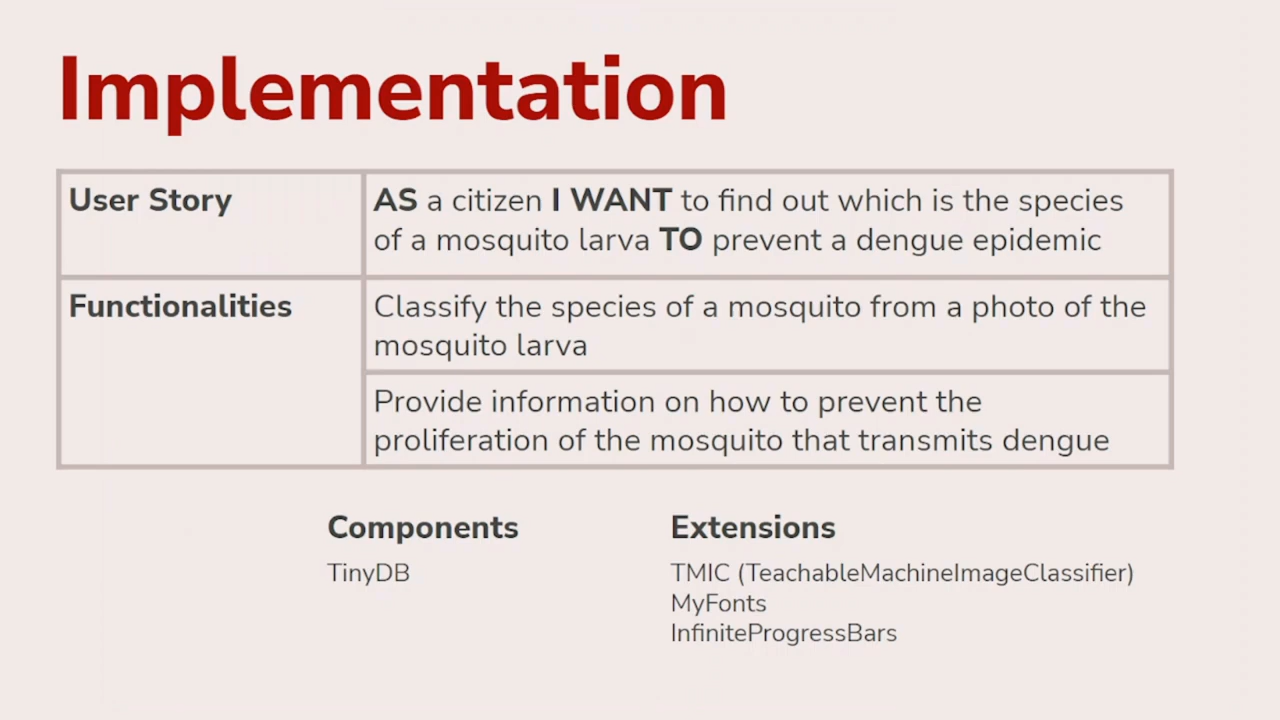 Implementation
User Story
AS a citizen I WANT to find out which is the species
of a mosquito larva TO prevent a dengue epidemic
Functionalities
Classify the species of a mosquito from a photo of the
mosquito larva
Provide information on how to prevent the
proliferation of the mosquito that transmits dengue
Components
TinyDB
Extensions
TMIC (TeachableMachineImageClassifier)
MyFonts
InfiniteProgressBars